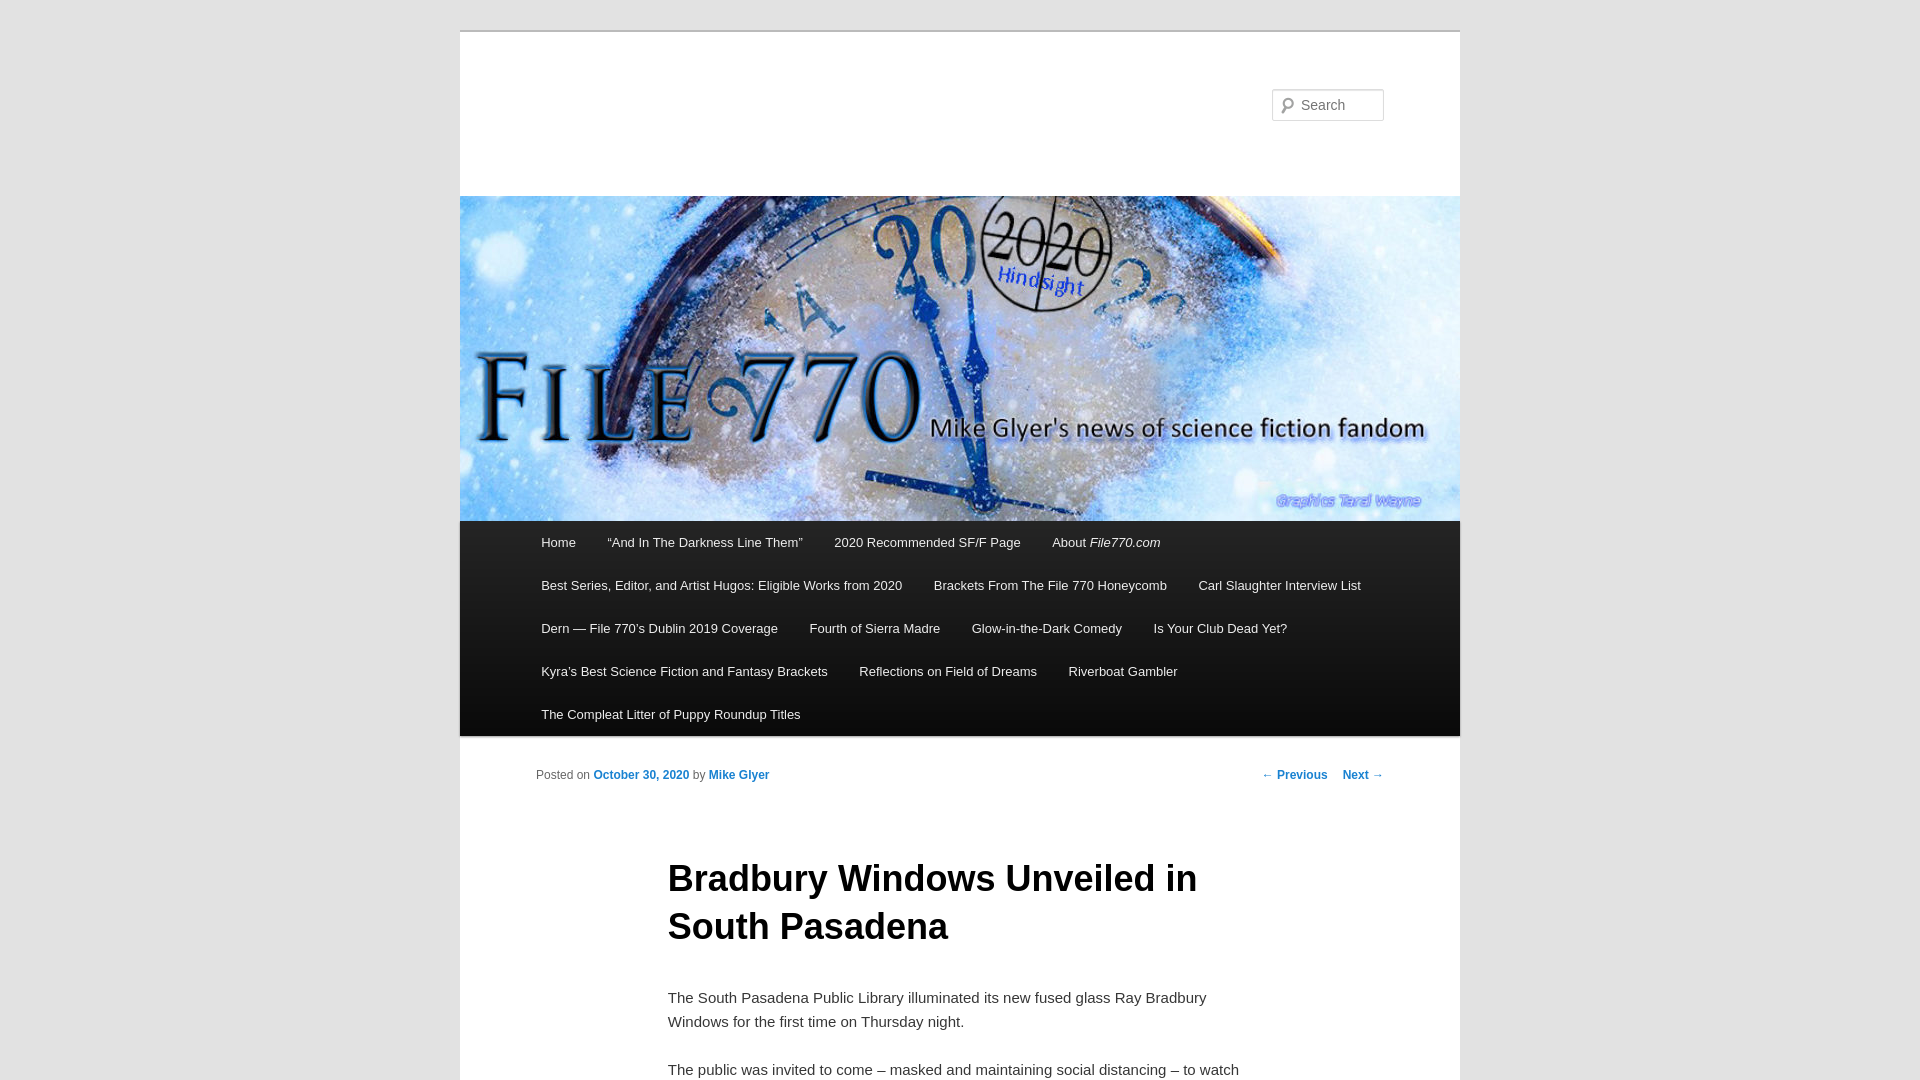 Search
20
2020
Hindsight
FILE 770
Mike Glyer's news of science fiction fandom
Graphics Taral Wayne
Home
“And In The Darkness Line Them”
2020 Recommended SF/F Page
About File770.com
Best Series, Editor, and Artist Hugos: Eligible Works from 2020
Brackets From The File 770 Honeycomb
Carl Slaughter Interview List
Dern — File 770’s Dublin 2019 Coverage
Fourth of Sierra Madre
Glow-in-the-Dark Comedy
Is Your Club Dead Yet?
Kyra’s Best Science Fiction and Fantasy Brackets
Reflections on Field of Dreams
Riverboat Gambler
The Compleat Litter of Puppy Roundup Titles
Posted on October 30, 2020 by Mike Glyer
← Previous Next →
Bradbury Windows Unveiled in
South Pasadena
The South Pasadena Public Library illuminated its new fused glass Ray Bradbury
Windows for the first time on Thursday night.
The public was invited to come – masked and maintaining social distancing – to watch